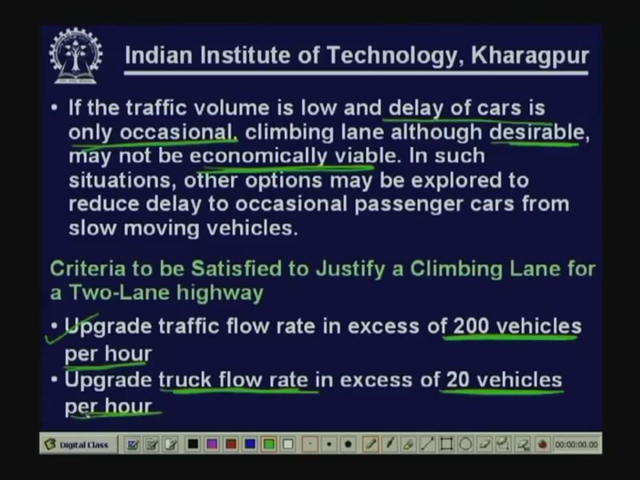 Indian Institute of Technology, Kharagpur
• If the traffic volume is low and delay of cars is
only occasional, climbing lane although desirable,
may not be economically viable. In such
situations, other options may be explored to
reduce delay to occasional passenger cars from
slow moving vehicles.
Criteria to be Satisfied to Justify a Climbing Lane for
a Two-Lane highway
• Upgrade traffic flow rate in excess of 200 vehicles
per hour
• Upgrade truck flow rate in excess of 20 vehicles
per hour
Digital Class
00:00:00.00